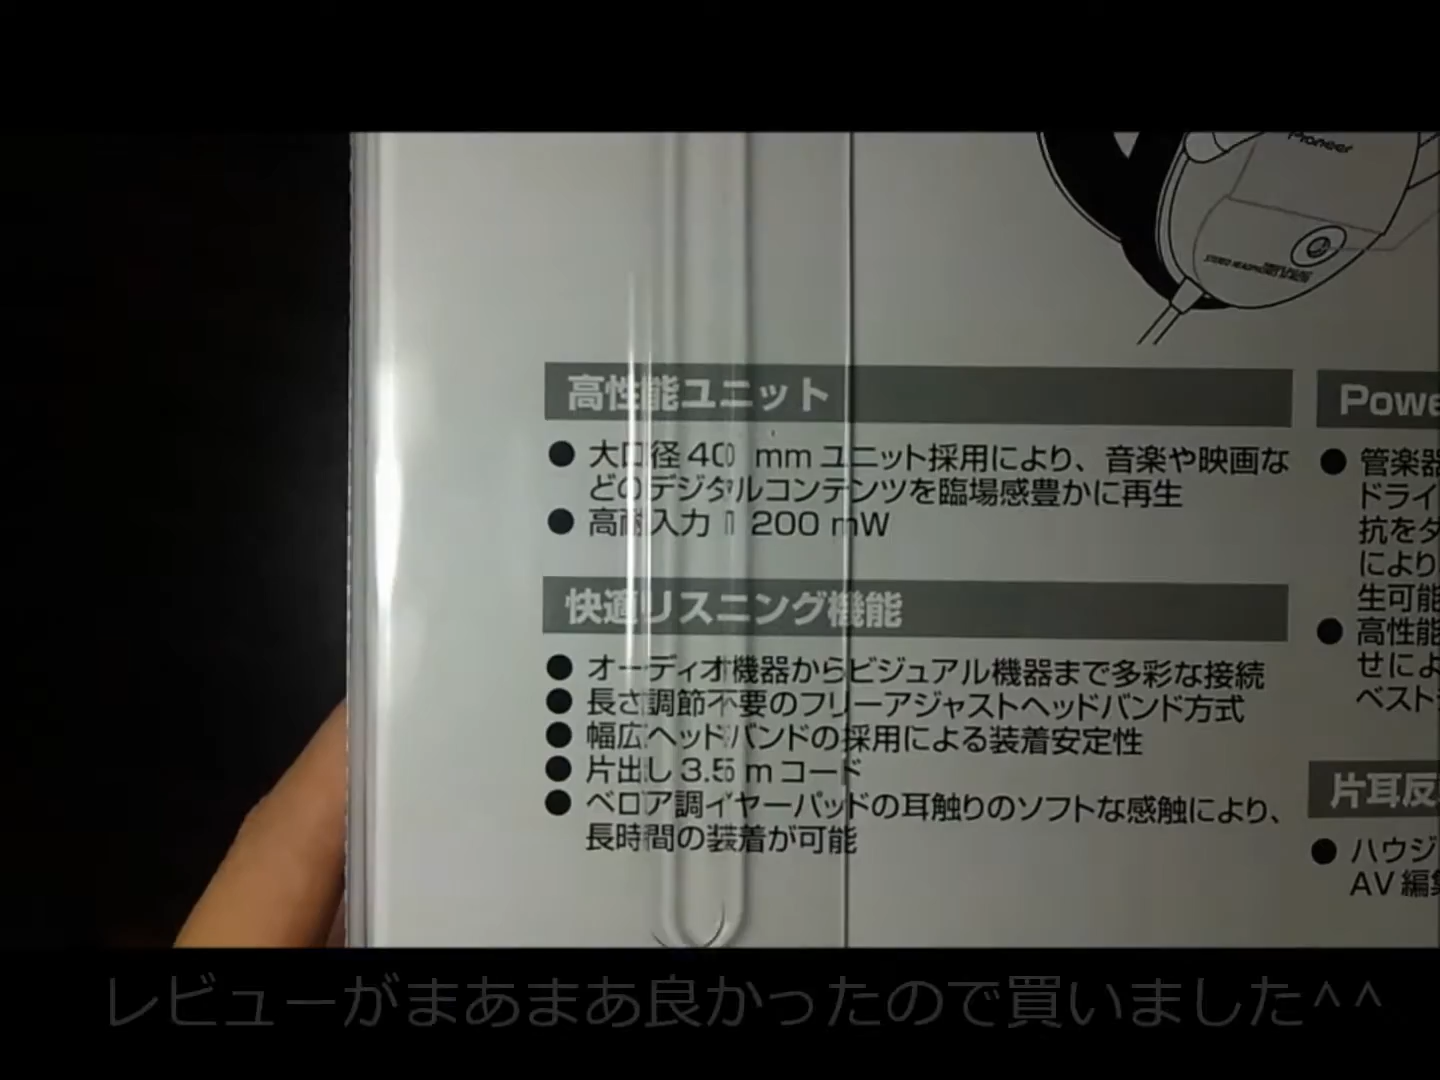 Pioneer
STEREO HEADPHONES
高性能ユニット
● 大口径 40 mm ユニット採用により、音楽や映画な
どのデジタルコンテンツを臨場感豊かに再生
● 高耐入力 1200 mW
快適リスニング機能
● オーディオ機器からビジュアル機器まで多彩な接続
● 長さ調節不要のフリーアジャストヘッドバンド方式
● 幅広ヘッドバンドの採用による装着安定性
● 片出し 3.5 m コード
● ベロア調イヤーパッドの耳触りのソフトな感触により、
長時間の装着が可能
Powe
● 管楽器
ドライ
抗をダ
により
生可能
● 高性能
せによ
ベスト
片耳反
● ハウジ
AV 編集
レビューがまあまあ良かったので買いました^^